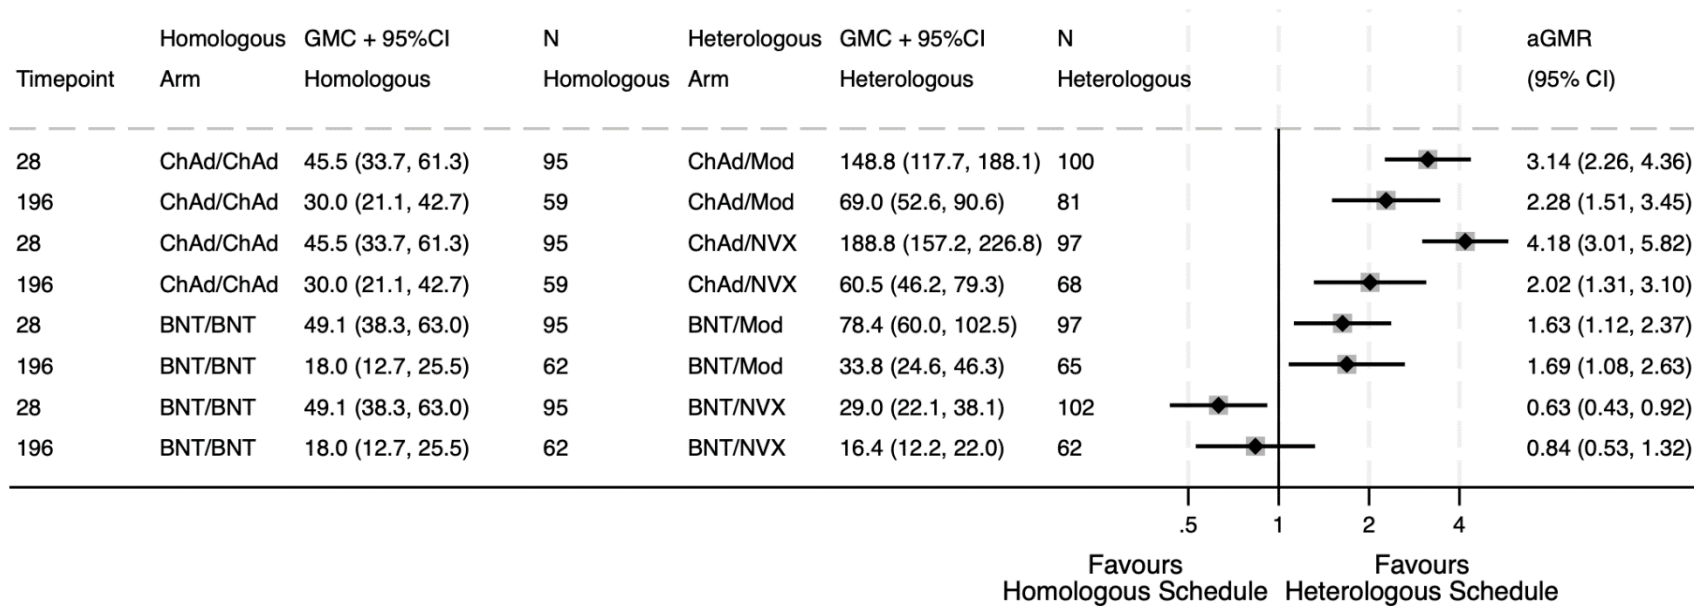 Homologous GMC + 95%CI N Heterologous GMC + 95%CI N aGMR
Timepoint Arm Homologous Homologous Arm Heterologous Heterologous (95% CI)
28 ChAd/ChAd 45.5 (33.7, 61.3) 95 ChAd/Mod 148.8 (117.7, 188.1) 100 3.14 (2.26, 4.36)
196 ChAd/ChAd 30.0 (21.1, 42.7) 59 ChAd/Mod 69.0 (52.6, 90.6) 81 2.28 (1.51, 3.45)
28 ChAd/ChAd 45.5 (33.7, 61.3) 95 ChAd/NVX 188.8 (157.2, 226.8) 97 4.18 (3.01, 5.82)
196 ChAd/ChAd 30.0 (21.1, 42.7) 59 ChAd/NVX 60.5 (46.2, 79.3) 68 2.02 (1.31, 3.10)
28 BNT/BNT 49.1 (38.3, 63.0) 95 BNT/Mod 78.4 (60.0, 102.5) 97 1.63 (1.12, 2.37)
196 BNT/BNT 18.0 (12.7, 25.5) 62 BNT/Mod 33.8 (24.6, 46.3) 65 1.69 (1.08, 2.63)
28 BNT/BNT 49.1 (38.3, 63.0) 95 BNT/NVX 29.0 (22.1, 38.1) 102 0.63 (0.43, 0.92)
196 BNT/BNT 18.0 (12.7, 25.5) 62 BNT/NVX 16.4 (12.2, 22.0) 62 0.84 (0.53, 1.32)
.5 1 2 4
Favours Favours
Homologous Schedule Heterologous Schedule